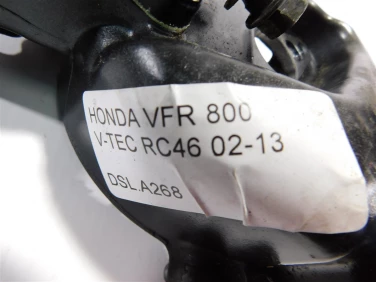 HONDA VFR 800
V-TEC RC46 02-13
DSL.A268